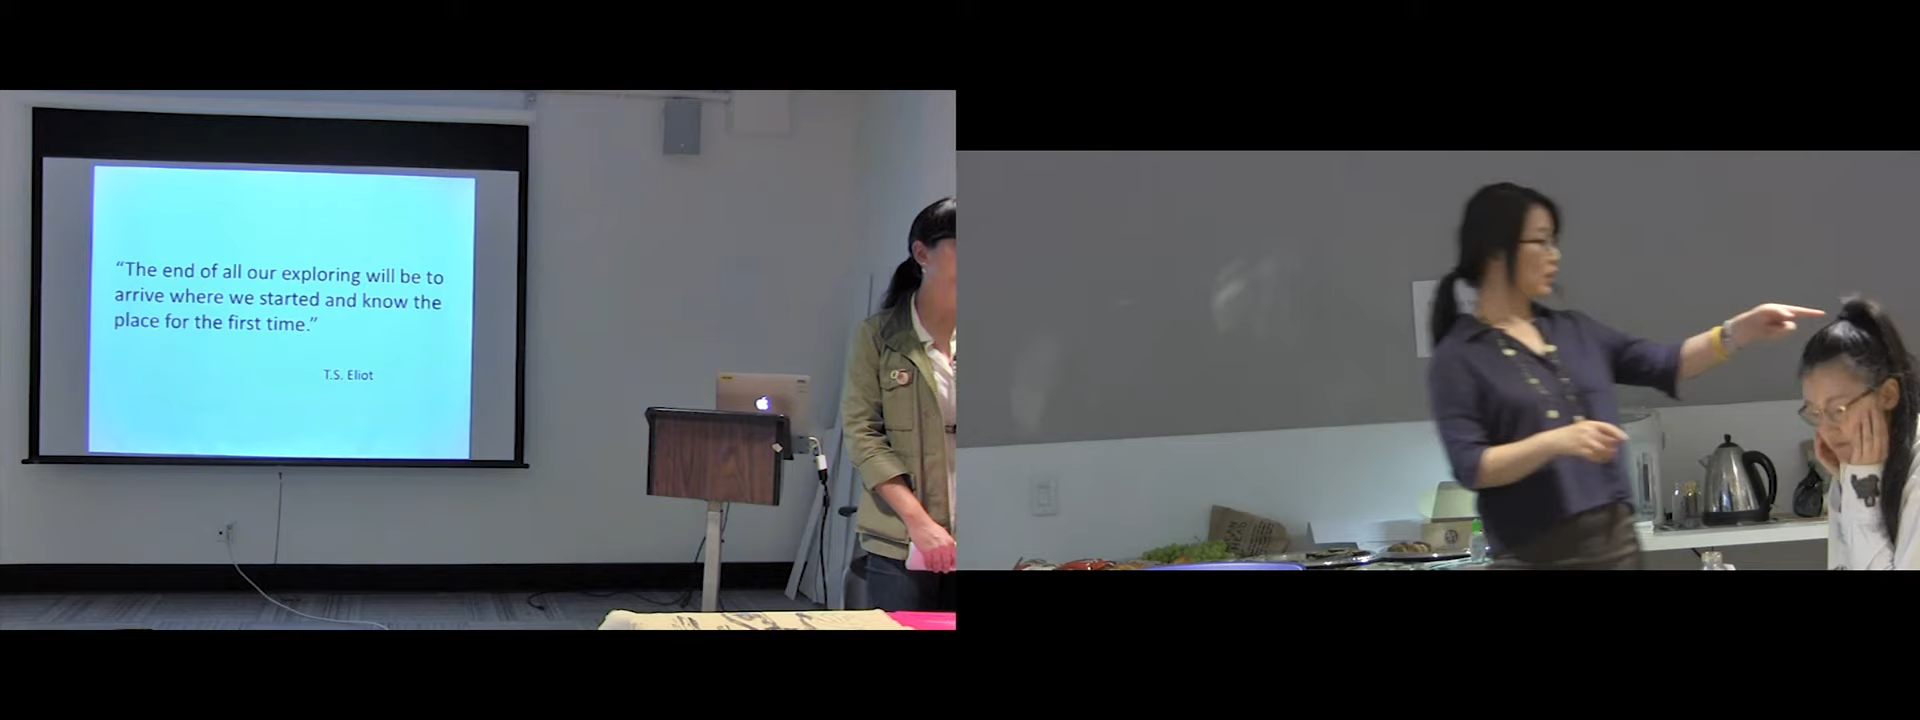 “The end of all our exploring will be to
arrive where we started and know the
place for the first time.”
T.S. Eliot